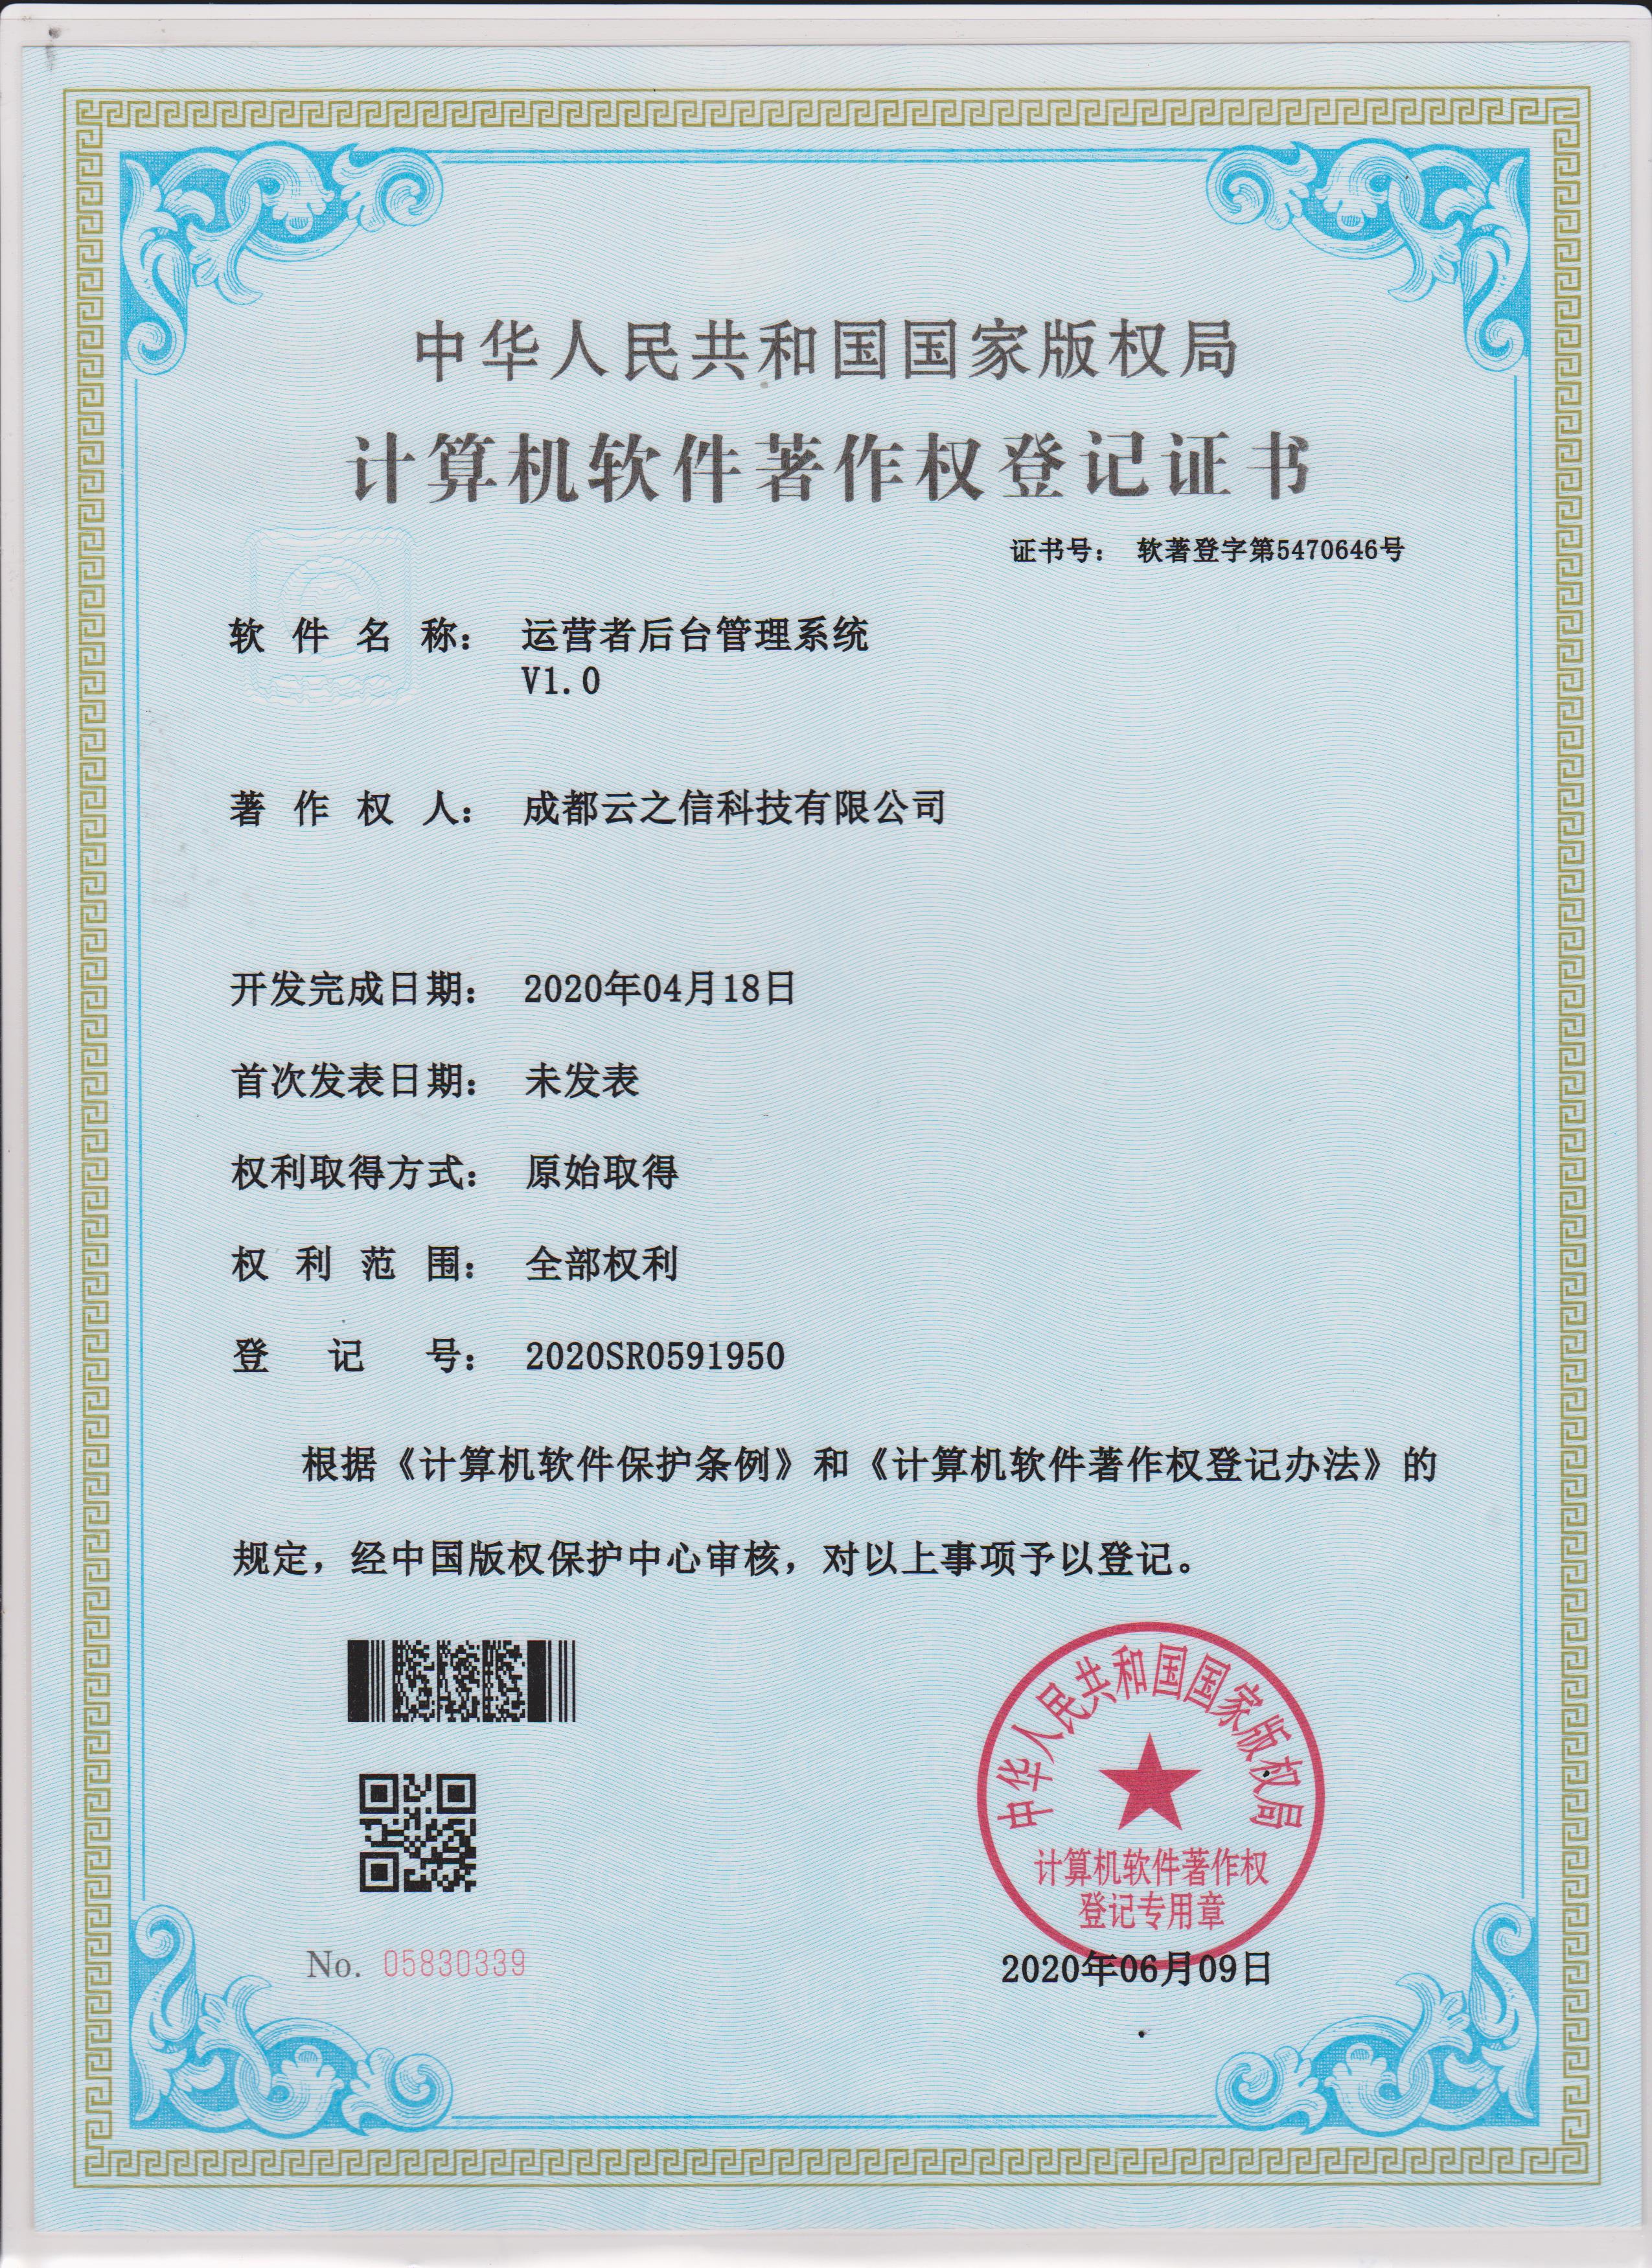 中华人民共和国国家版权局
计算机软件著作权登记证书
证书号： 软著登字第5470646号
软件名称： 运营者后台管理系统
V1.0
著作权人： 成都云之信科技有限公司
开发完成日期： 2020年04月18日
首次发表日期： 未发表
权利取得方式： 原始取得
权利范围： 全部权利
登记号： 2020SR0591950
根据《计算机软件保护条例》和《计算机软件著作权登记办法》的
规定，经中国版权保护中心审核，对以上事项予以登记。
中华人民共和国国家版权局
计算机软件著作权
登记专用章
No. 05830339
2020年06月09日